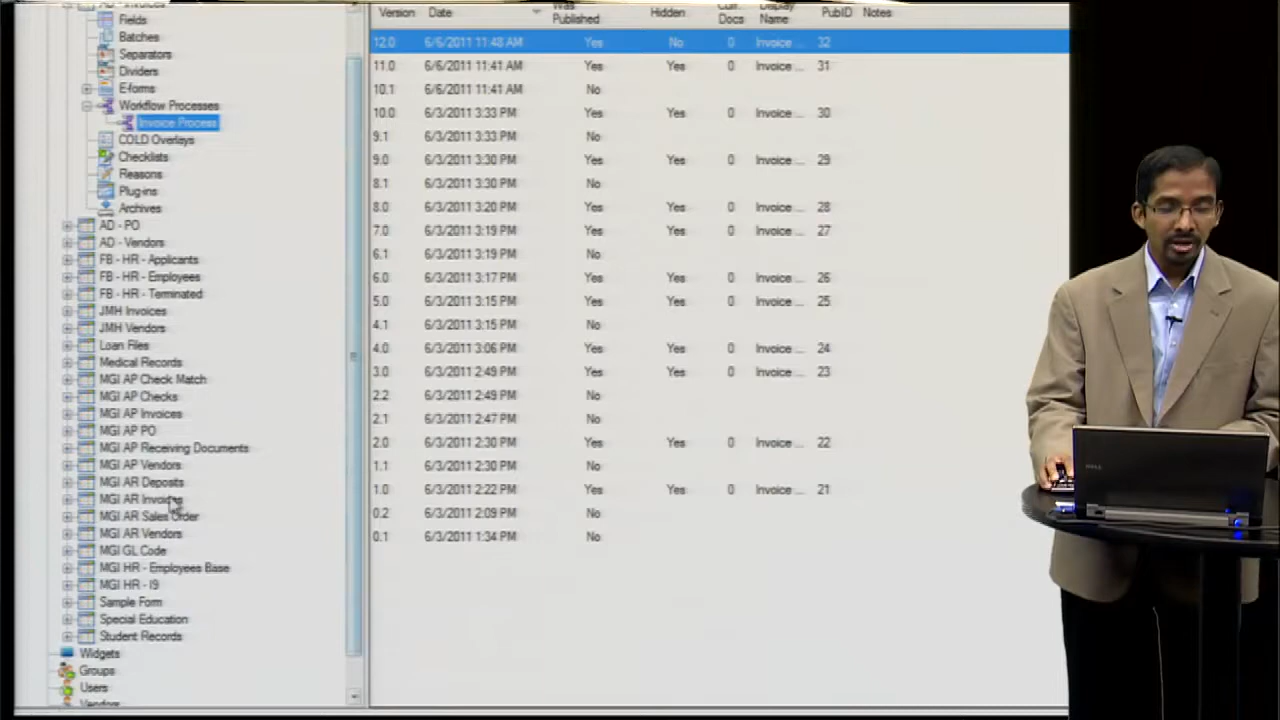 Version Date Was Published Hidden Curr. Docs Display Name PubID Notes
Fields
Batches
Separators
Dividers
E-forms
Workflow Processes
Invoice Process
COLD Overlays
Checklists
Reasons
Plug-ins
Archives
AD - PO
AD - Vendors
FB - HR - Applicants
FB - HR - Employees
FB - HR - Terminated
JMH Invoices
JMH Vendors
Loan Files
Medical Records
MGI AP Check Match
MGI AP Checks
MGI AP Invoices
MGI AP PO
MGI AP Receiving Documents
MGI AP Vendors
MGI AR Deposits
MGI AR Invoices
MGI AR Sales Order
MGI AR Vendors
MGI GL Code
MGI HR - Employees Base
MGI HR - I9
Sample Form
Special Education
Student Records
Widgets
Groups
Users
Vendors
12.0 6/6/2011 11:48 AM Yes No 0 Invoice ... 32
11.0 6/6/2011 11:41 AM Yes Yes 0 Invoice ... 31
10.1 6/6/2011 11:41 AM No
10.0 6/3/2011 3:33 PM Yes Yes 0 Invoice ... 30
9.1 6/3/2011 3:33 PM No
9.0 6/3/2011 3:30 PM Yes Yes 0 Invoice ... 29
8.1 6/3/2011 3:30 PM No
8.0 6/3/2011 3:20 PM Yes Yes 0 Invoice ... 28
7.0 6/3/2011 3:19 PM Yes Yes 0 Invoice ... 27
6.1 6/3/2011 3:19 PM No
6.0 6/3/2011 3:17 PM Yes Yes 0 Invoice ... 26
5.0 6/3/2011 3:15 PM Yes Yes 0 Invoice ... 25
4.1 6/3/2011 3:15 PM No
4.0 6/3/2011 3:06 PM Yes Yes 0 Invoice ... 24
3.0 6/3/2011 2:49 PM Yes Yes 0 Invoice ... 23
2.2 6/3/2011 2:49 PM No
2.1 6/3/2011 2:47 PM No
2.0 6/3/2011 2:30 PM Yes Yes 0 Invoice ... 22
1.1 6/3/2011 2:30 PM No
1.0 6/3/2011 2:22 PM Yes Yes 0 Invoice ... 21
0.2 6/3/2011 2:09 PM No
0.1 6/3/2011 1:34 PM No
DELL